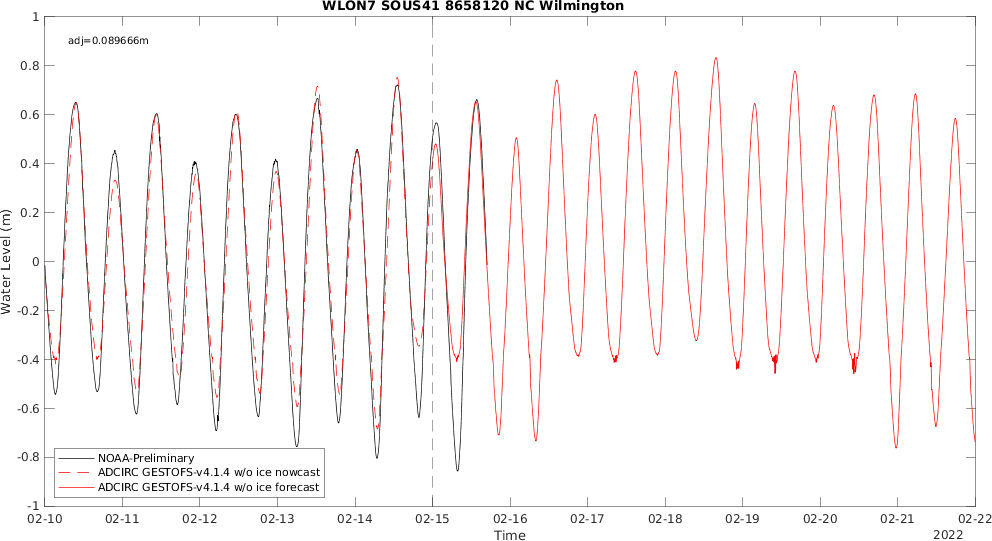 WLON7 SOUS41 8658120 NC Wilmington
adj=0.089666m
1
0.8
0.6
0.4
0.2
0
-0.2
-0.4
-0.6
-0.8
-1
Water Level (m)
NOAA-Preliminary
ADCIRC GESTOFS-v4.1.4 w/o ice nowcast
ADCIRC GESTOFS-v4.1.4 w/o ice forecast
02-10 02-11 02-12 02-13 02-14 02-15 02-16 02-17 02-18 02-19 02-20 02-21 02-22
Time
2022